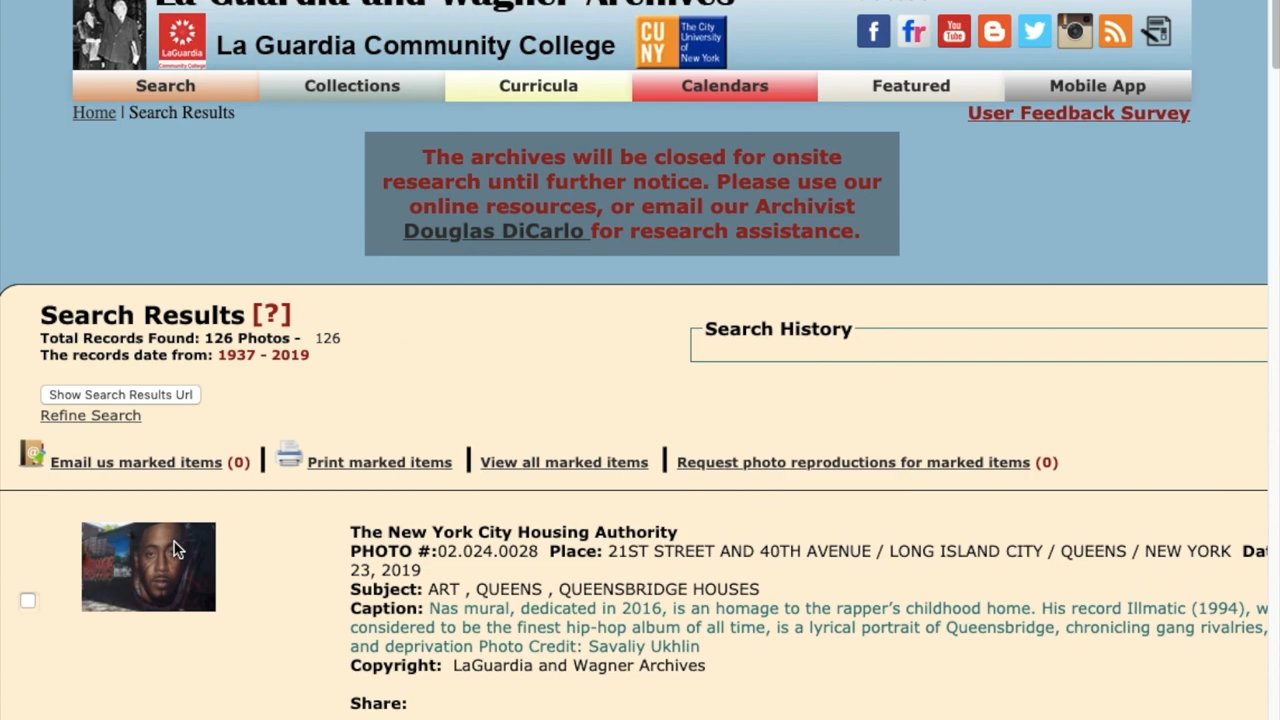 La Guardia and Wagner Archives
LaGuardia
Community College
La Guardia Community College
CU
NY
The City
University
of
New York
f
fr
You
Tube
Search
Collections
Curricula
Calendars
Featured
Mobile App
Home | Search Results
User Feedback Survey
The archives will be closed for onsite
research until further notice. Please use our
online resources, or email our Archivist
Douglas DiCarlo for research assistance.
Search Results [?]
Total Records Found: 126 Photos - 126
The records date from: 1937 - 2019
Search History
Show Search Results Url
Refine Search
Email us marked items (0)
Print marked items
View all marked items
Request photo reproductions for marked items (0)
The New York City Housing Authority
PHOTO #:02.024.0028 Place: 21ST STREET AND 40TH AVENUE / LONG ISLAND CITY / QUEENS / NEW YORK
23, 2019
Subject: ART , QUEENS , QUEENSBRIDGE HOUSES
Caption: Nas mural, dedicated in 2016, is an homage to the rapper's childhood home. His record Illmatic (1994),
considered to be the finest hip-hop album of all time, is a lyrical portrait of Queensbridge, chronicling gang rivalries,
and deprivation Photo Credit: Savaliy Ukhlin
Copyright: LaGuardia and Wagner Archives
Share: